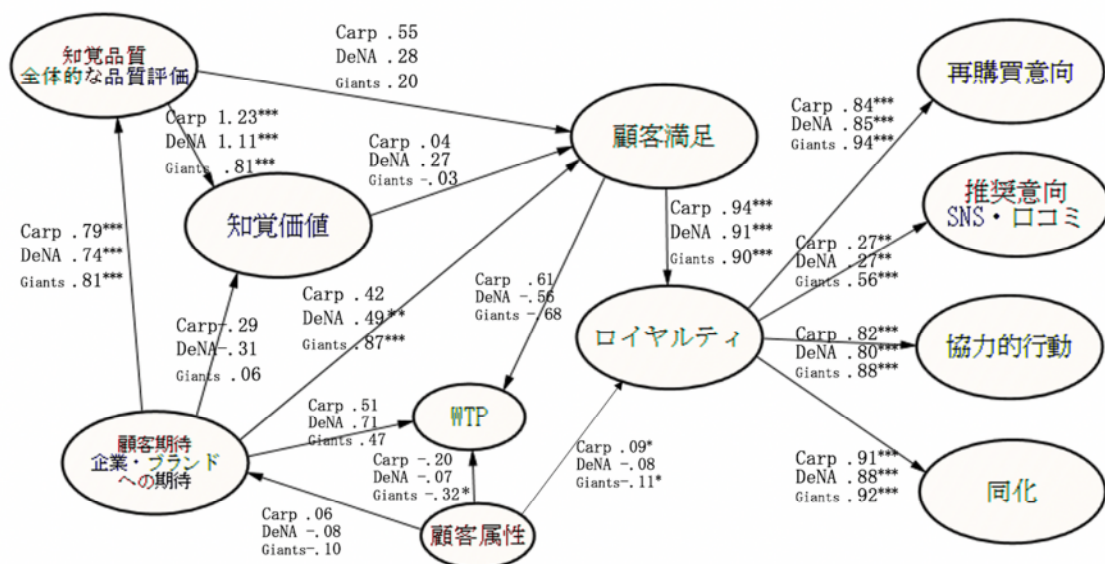 知覚品質
全体的な品質評価
Carp .55
DeNA .28
Giants .20
再購買意向
Carp 1.23***
DeNA 1.11***
Giants .81***
Carp .04
DeNA .27
Giants -.03
顧客満足
Carp .84***
DeNA .85***
Giants .94***
知覚価値
推奨意向
SNS・口コミ
Carp .79***
DeNA .74***
Giants .81***
Carp .94***
DeNA .91***
Giants .90***
Carp .27**
DeNA .27**
Giants .56***
Carp -.29
DeNA -.31
Giants .06
Carp .42
DeNA .49**
Giants .87***
Carp .61
DeNA -.56
Giants -.68
ロイヤルティ
Carp .82***
DeNA .80***
Giants .88***
協力的行動
顧客期待
企業・ブランド
への期待
Carp .51
DeNA .71
Giants .47
WTP
Carp -.20
DeNA -.07
Giants -.32*
Carp .09*
DeNA -.08
Giants -.11*
Carp .91***
DeNA .88***
Giants .92***
同化
Carp .06
DeNA -.08
Giants -.10
顧客属性